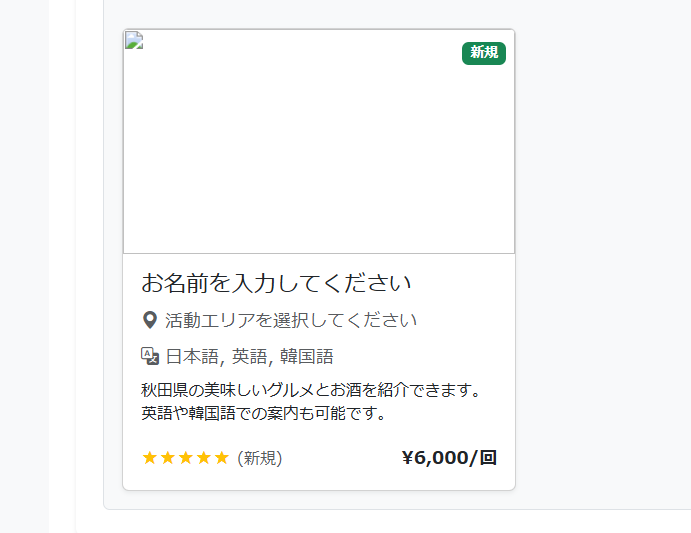 新規
お名前を入力してください
活動エリアを選択してください
日本語, 英語, 韓国語
秋田県の美味しいグルメとお酒を紹介できます。
英語や韓国語での案内も可能です。
★★★★★ (新規) ¥6,000/回